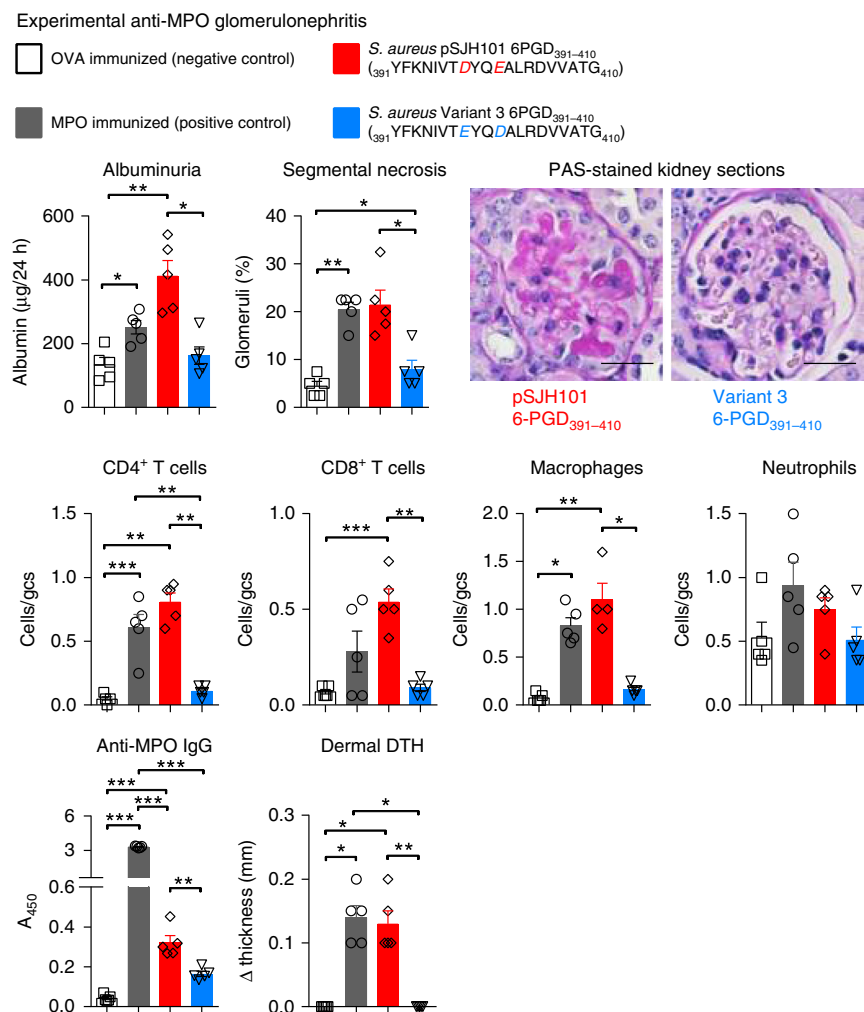 Experimental anti-MPO glomerulonephritis
OVA immunized (negative control)
S. aureus pSJH101 6PGD391–410
(391YFKNIVTDYQEALRDVVATG410)
MPO immunized (positive control)
S. aureus Variant 3 6PGD391–410
(391YFKNIVTEYQDALRDVVATG410)
Albuminuria
Albumin (µg/24 h)
600
400
200
0
**
*
*
Segmental necrosis
Glomeruli (%)
40
30
20
10
0
*
*
**
PAS-stained kidney sections
pSJH101
6-PGD391–410
Variant 3
6-PGD391–410
CD4+ T cells
Cells/gcs
1.5
1.0
0.5
0.0
**
**
**
***
CD8+ T cells
Cells/gcs
1.0
0.5
0.0
***
**
Macrophages
Cells/gcs
2.0
1.5
1.0
0.5
0.0
**
*
*
Neutrophils
Cells/gcs
1.5
1.0
0.5
0.0
Anti-MPO IgG
A450
6
3
0.6
0.4
0.2
0.0
***
***
***
***
**
Dermal DTH
Δ thickness (mm)
0.3
0.2
0.1
0.0
*
*
*
**